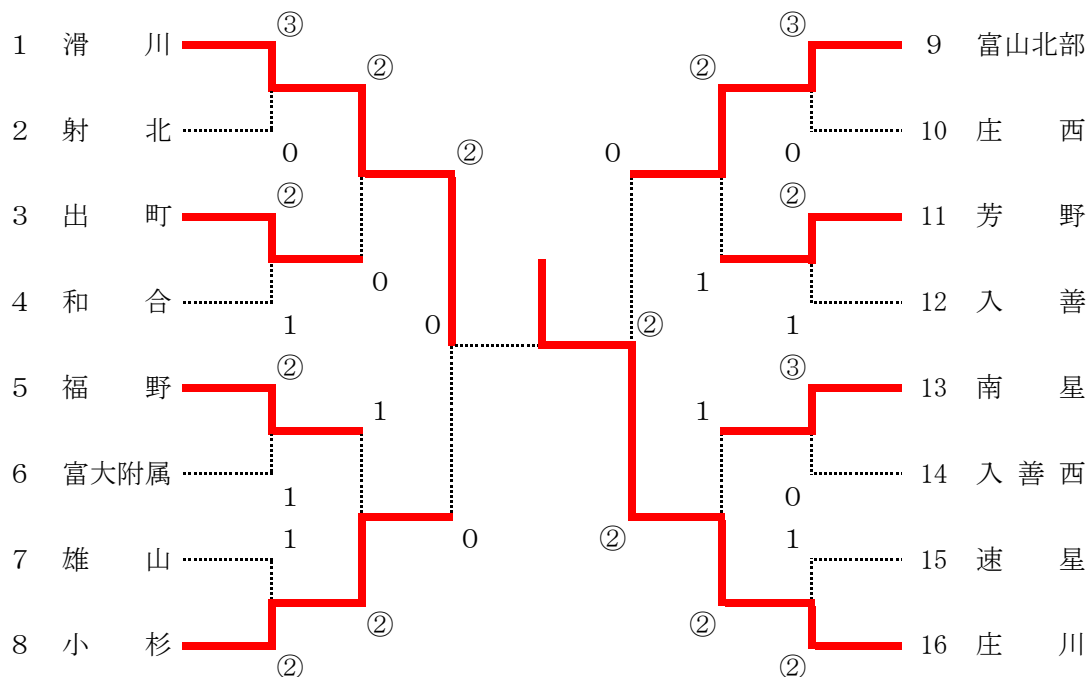 ③ ③
1 滑 川 9 富山北部
② ②
2 射 北 10 庄 西
0 ② 0 0
3 出 町 ② ② 11 芳 野
0 1
4 和 合 12 入 善
1 0 ② 1
5 福 野 ② ③ 13 南 星
1 1
6 富大附属 14 入 善 西
1 0
1 0 ② 1
7 雄 山 15 速 星
② ②
8 小 杉 16 庄 川
② ②